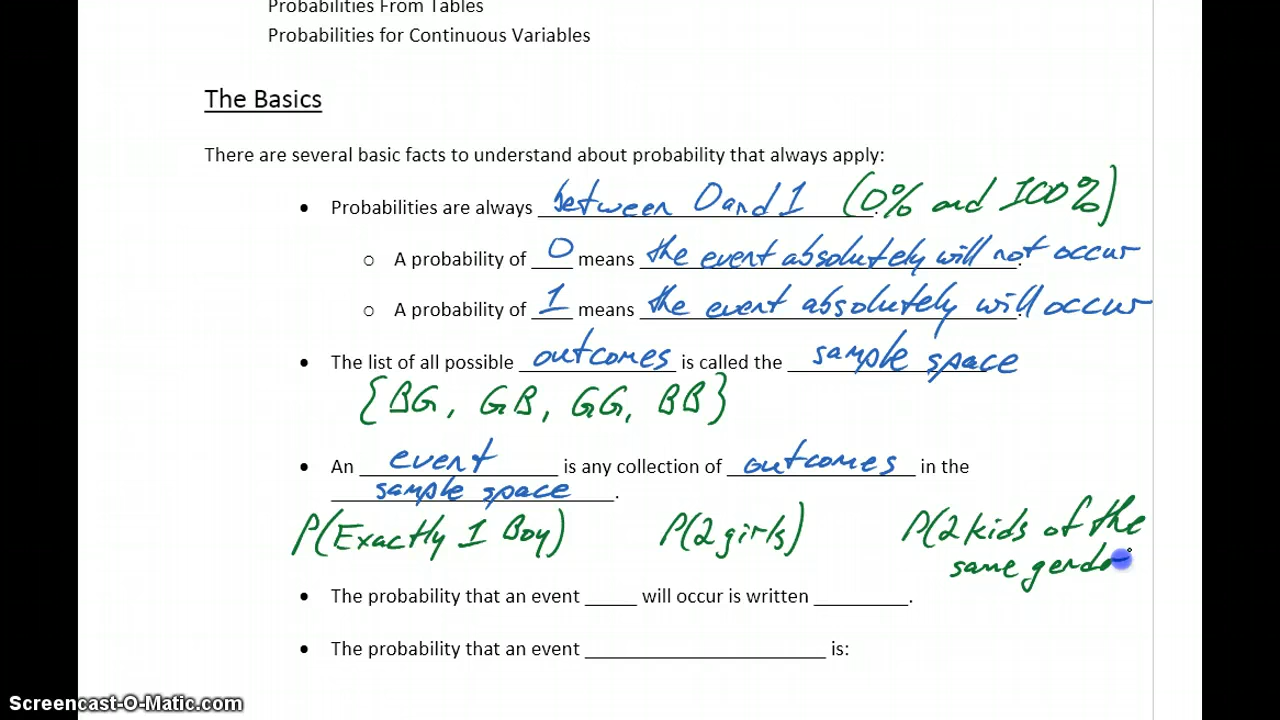 Probabilities From Tables
Probabilities for Continuous Variables
The Basics
There are several basic facts to understand about probability that always apply:
• Probabilities are always between 0 and 1 (0% and 100%).
o A probability of 0 means the event absolutely will not occur.
o A probability of 1 means the event absolutely will occur.
• The list of all possible outcomes is called the sample space
{BG, GB, GG, BB}
• An event is any collection of outcomes in the
sample space.
P(Exactly 1 Boy) P(2 girls) P(2 kids of the
same gender
• The probability that an event _____ will occur is written __________.
• The probability that an event _________________________ is:
Screencast-O-Matic.com